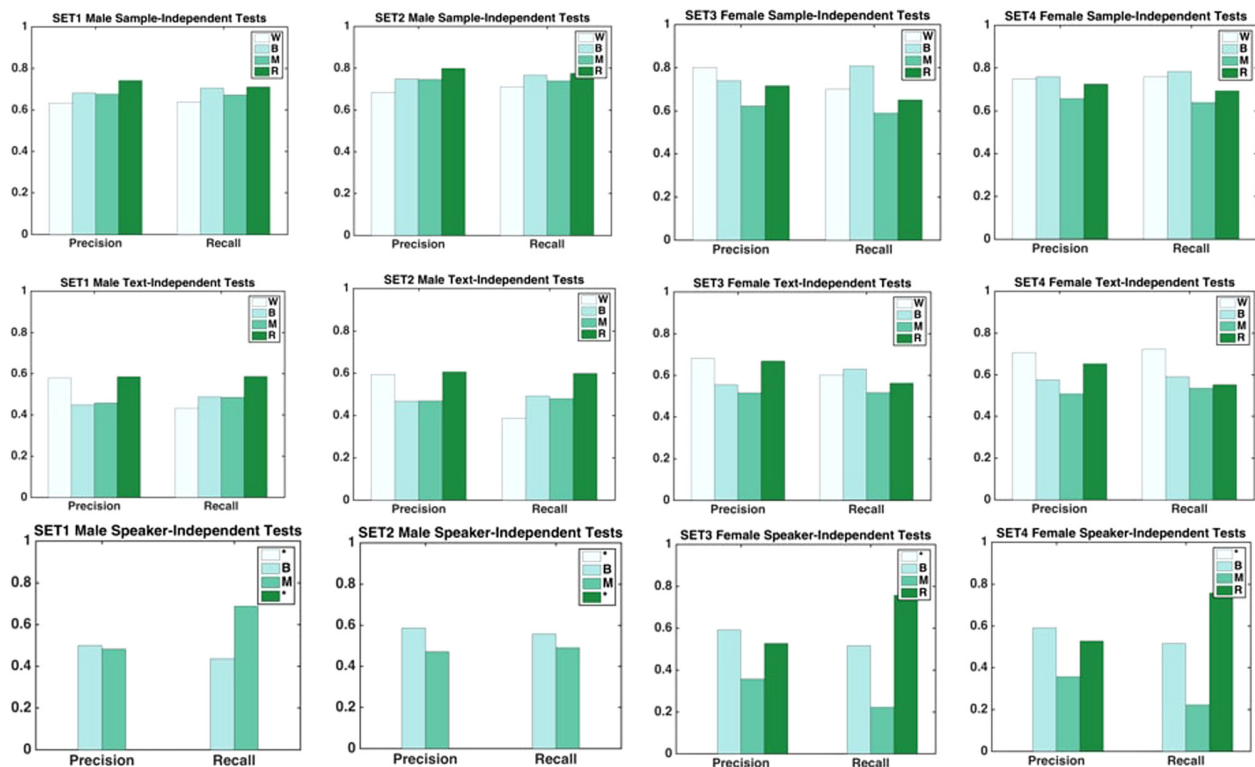 SET1 Male Sample-Independent Tests
1
0.8
0.6
0.4
0.2
0
W
B
M
R
Precision Recall
SET2 Male Sample-Independent Tests
1
0.8
0.6
0.4
0.2
0
W
B
M
R
Precision Recall
SET3 Female Sample-Independent Tests
1
0.8
0.6
0.4
0.2
0
W
B
M
R
Precision Recall
SET4 Female Sample-Independent Tests
1
0.8
0.6
0.4
0.2
0
W
B
M
R
Precision Recall
SET1 Male Text-Independent Tests
1
0.8
0.6
0.4
0.2
0
W
B
M
R
Precision Recall
SET2 Male Text-Independent Tests
1
0.8
0.6
0.4
0.2
0
W
B
M
R
Precision Recall
SET3 Female Text-Independent Tests
1
0.8
0.6
0.4
0.2
0
W
B
M
R
Precision Recall
SET4 Female Text-Independent Tests
1
0.8
0.6
0.4
0.2
0
W
B
M
R
Precision Recall
SET1 Male Speaker-Independent Tests
1
0.8
0.6
0.4
0.2
0
*
B
M
*
Precision Recall
SET2 Male Speaker-Independent Tests
1
0.8
0.6
0.4
0.2
0
*
B
M
*
Precision Recall
SET3 Female Speaker-Independent Tests
1
0.8
0.6
0.4
0.2
0
*
B
M
R
Precision Recall
SET4 Female Speaker-Independent Tests
1
0.8
0.6
0.4
0.2
0
*
B
M
R
Precision Recall